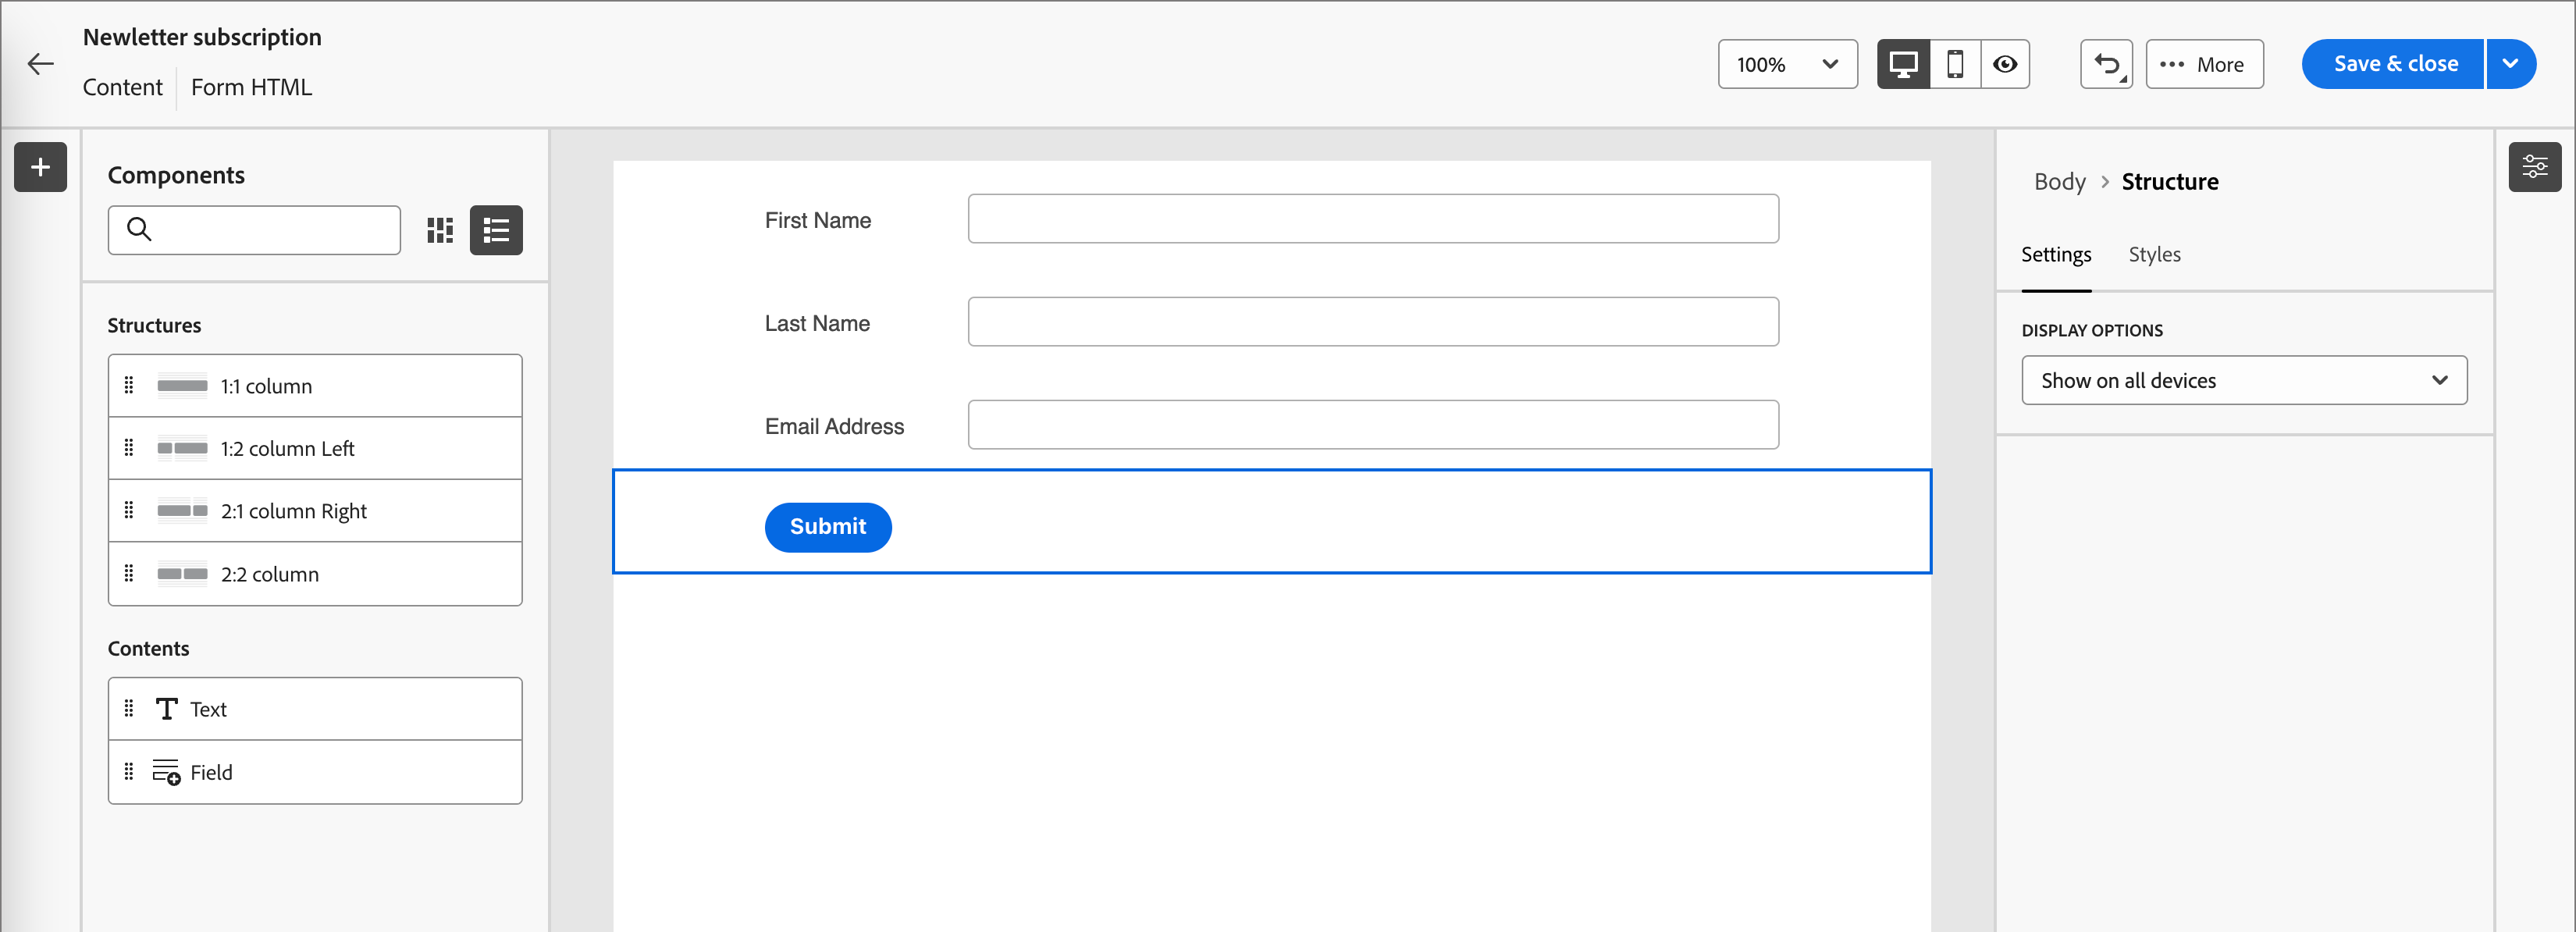 Newletter subscription
Content
Form HTML
100%
More
Save & close
Components
Structures
1:1 column
1:2 column Left
2:1 column Right
2:2 column
Contents
Text
Field
First Name
Last Name
Email Address
Submit
Body > Structure
Settings
Styles
DISPLAY OPTIONS
Show on all devices